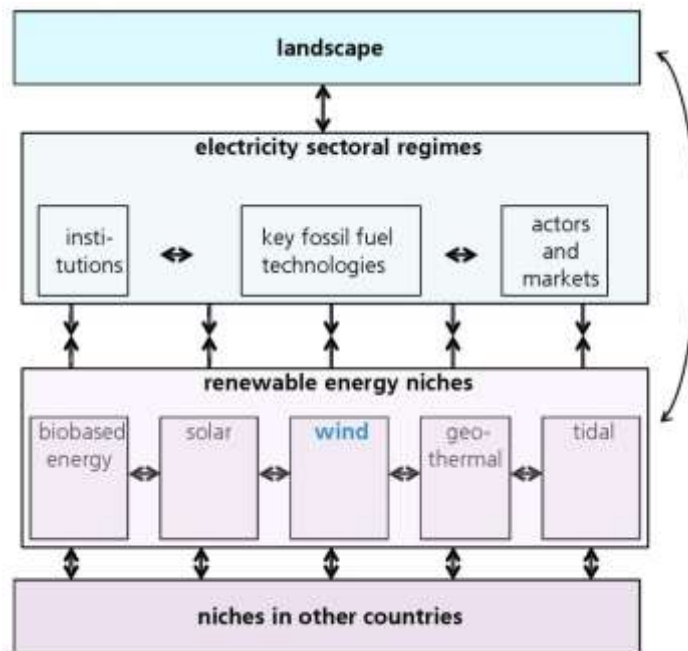 landscape
electricity sectoral regimes
insti-
tutions
key fossil fuel
technologies
actors
and
markets
renewable energy niches
biobased
energy
solar
wind
geo-
thermal
tidal
niches in other countries